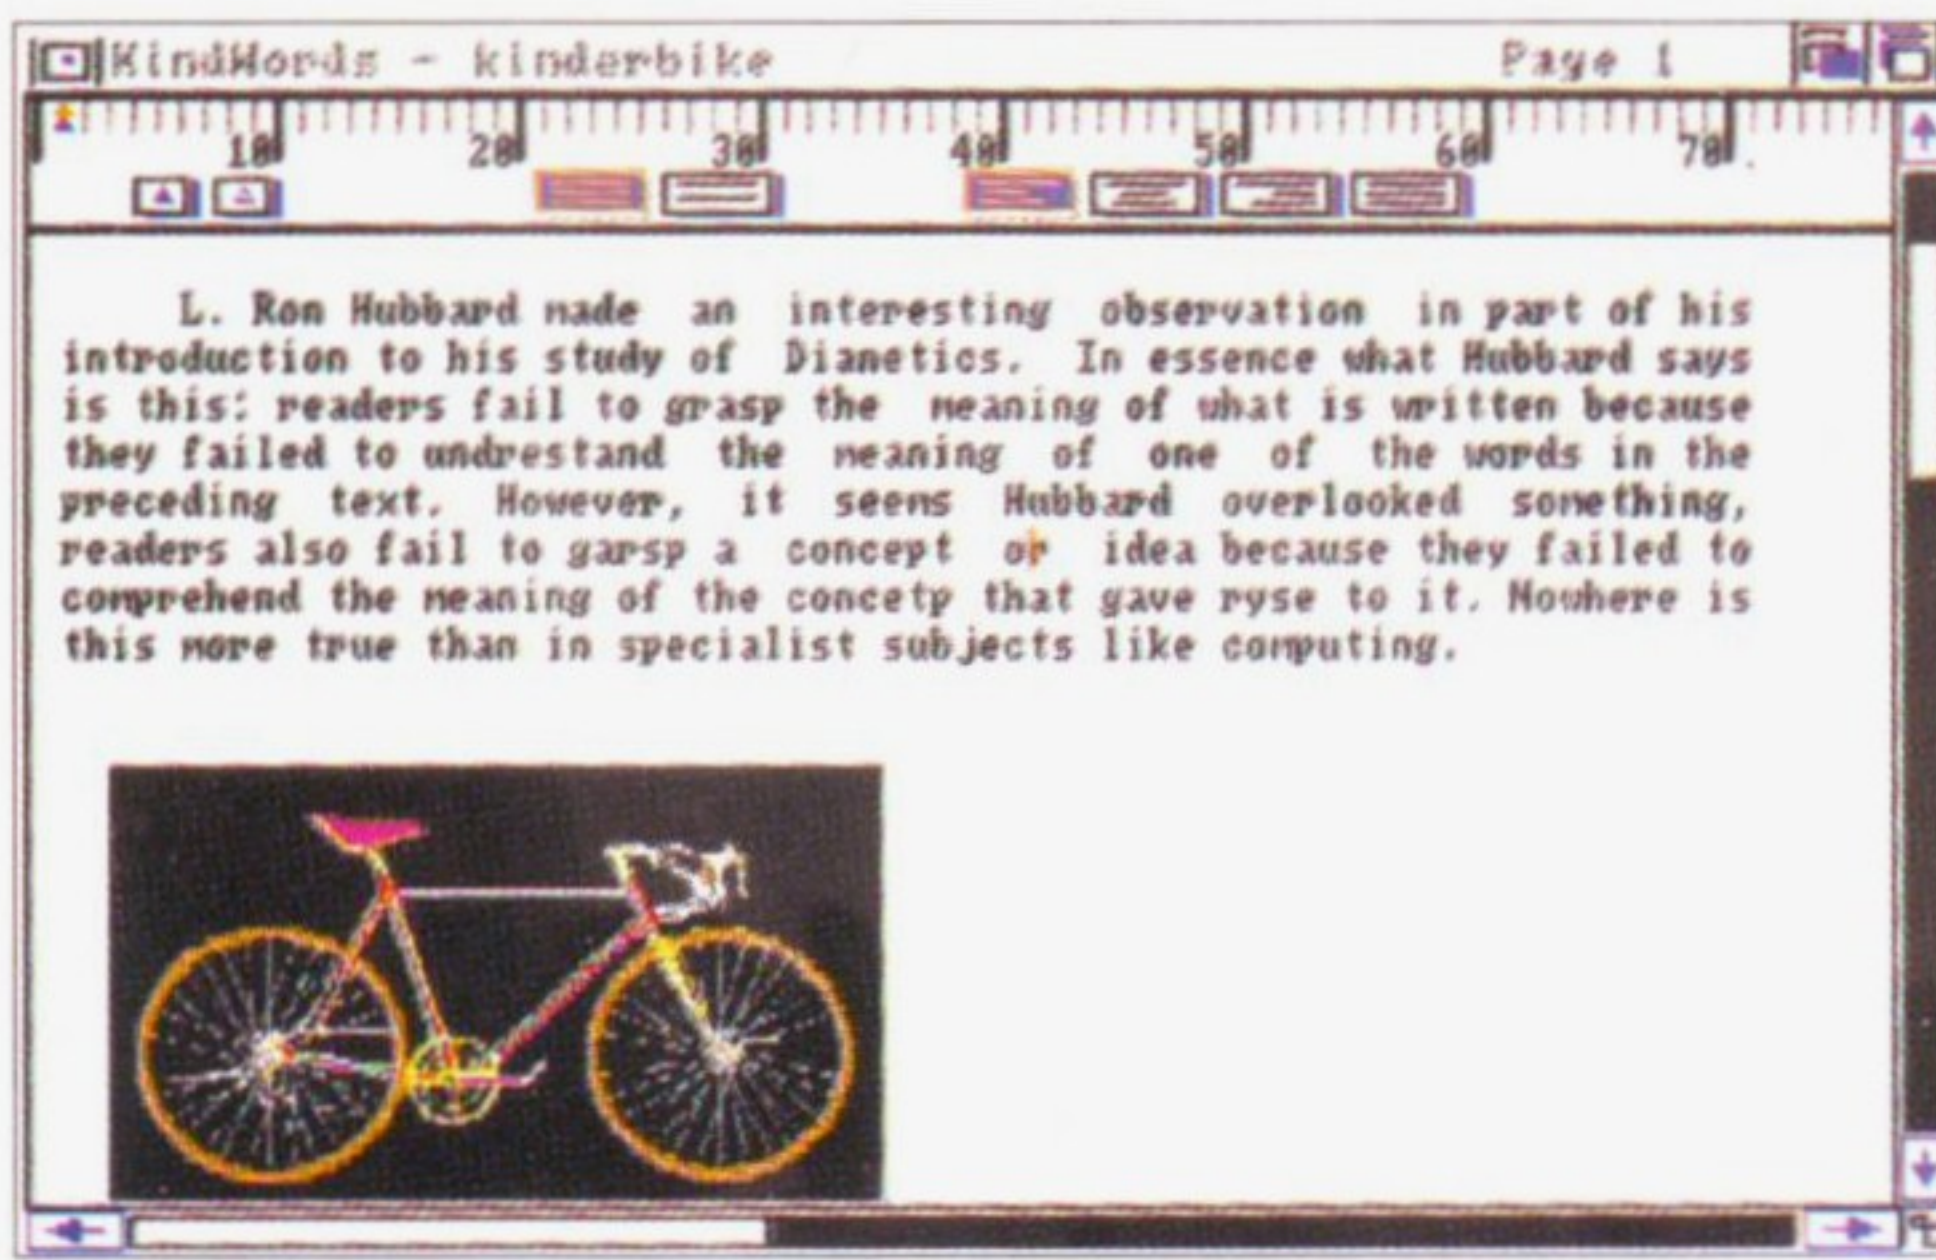 KindWords - kinderbike Page 1
10 20 30 40 50 60 70
L. Ron Hubbard made an interesting observation in part of his
introduction to his study of Dianetics. In essence what Hubbard says
is this: readers fail to grasp the meaning of what is written because
they failed to undrestand the meaning of one of the words in the
preceding text. However, it seems Hubbard overlooked something,
readers also fail to garsp a concept or idea because they failed to
comprehend the meaning of the concetp that gave ryse to it. Nowhere is
this more true than in specialist subjects like computing.